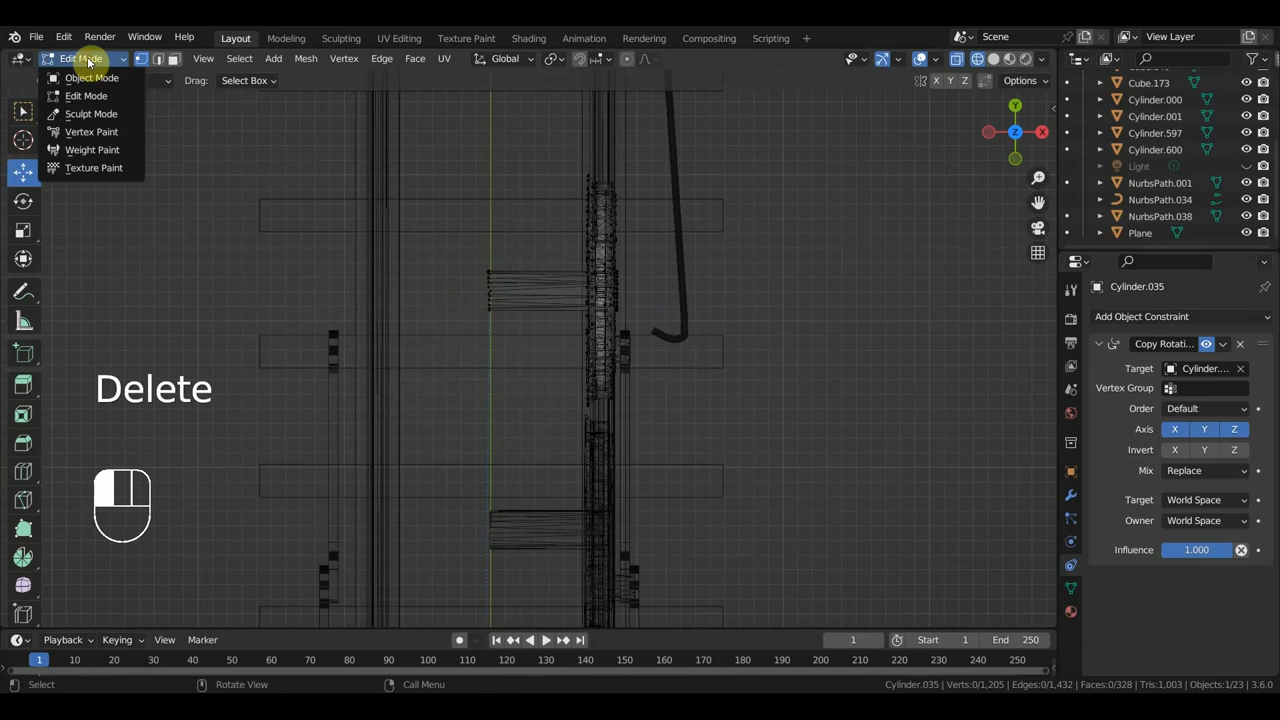 File Edit Render Window Help Layout Modeling Sculpting UV Editing Texture Paint Shading Animation Rendering Compositing Scripting Scene View Layer
Edit Mode View Select Add Mesh Vertex Edge Face UV Global
Drag: Select Box X Y Z Options
Object Mode
Edit Mode
Sculpt Mode
Vertex Paint
Weight Paint
Texture Paint
Y
Z
X
Delete
Cube.173
Cylinder.000
Cylinder.001
Cylinder.597
Cylinder.600
Light
NurbsPath.001
NurbsPath.034
NurbsPath.038
Plane
Cylinder.035
Add Object Constraint
Copy Rotati...
Target Cylinder....
Vertex Group
Order Default
Axis X Y Z
Invert X Y Z
Mix Replace
Target World Space
Owner World Space
Influence 1.000
Playback Keying View Marker 1 Start 1 End 250
1 10 20 30 40 50 60 70 80 90 100 110 120 130 140 150 160 170 180 190 200 210 220 230 240 250
Select Rotate View Call Menu Cylinder.035 | Verts:0/1,205 | Edges:0/1,432 | Faces:0/328 | Tris:1,003 | Objects:1/23 | 3.6.0